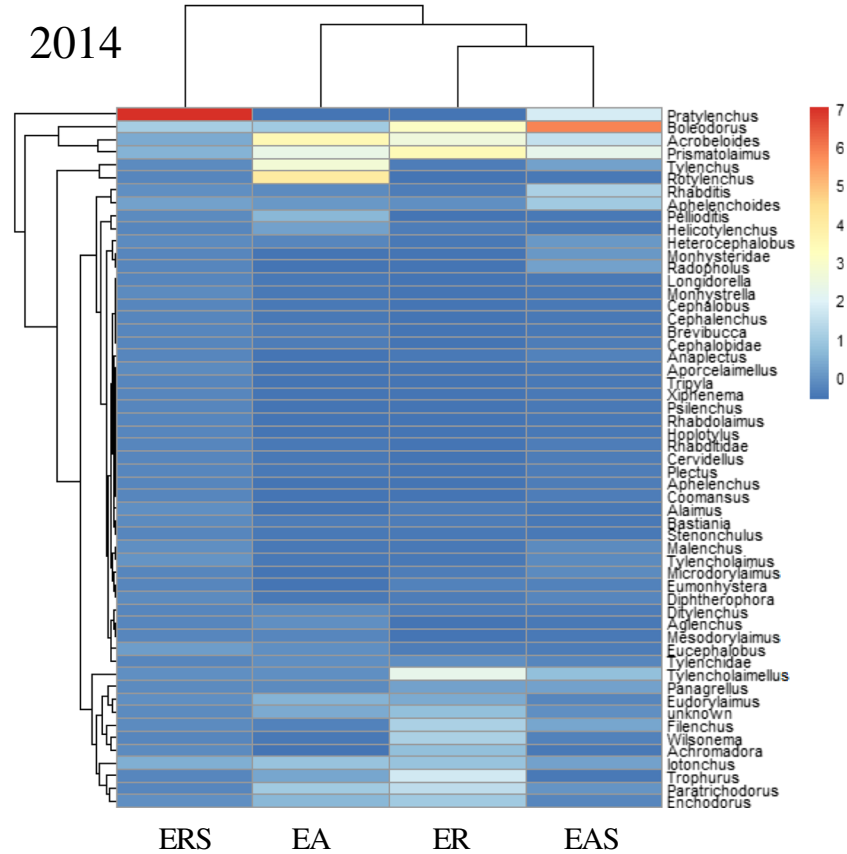 2014
Pratylenchus
Boleodorus
Acrobeloides
Prismatolaimus
Tylenchus
Rotylenchus
Rhabditis
Aphelenchoides
Pellioditis
Helicotylenchus
Heterocephalobus
Monhysteridae
Radopholus
Longidorella
Monhystrella
Cephalobus
Cephalenchus
Brevibucca
Cephalobidae
Anaplectus
Aporcelaimellus
Tripyla
Xiphenema
Psilenchus
Rhabdolaimus
Hoplotylus
Rhabditidae
Cervidellus
Plectus
Aphelenchus
Coomansus
Alaimus
Bastiania
Stenonchulus
Malenchus
Tylencholaimus
Microdorylaimus
Eumonhystera
Diphtherophora
Ditylenchus
Aglenchus
Mesodorylaimus
Eucephalobus
Tylenchidae
Tylencholaimellus
Panagrellus
Eudorylaimus
unknown
Filenchus
Wilsonema
Achromadora
Iotonchus
Trophurus
Paratrichodorus
Enchodorus
7
6
5
4
3
2
1
0
ERS EA ER EAS